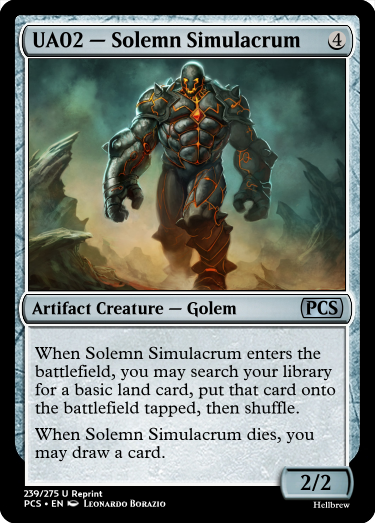 UA02 — Solemn Simulacrum 4
Artifact Creature — Golem PCS
When Solemn Simulacrum enters the
battlefield, you may search your library
for a basic land card, put that card onto
the battlefield tapped, then shuffle.
When Solemn Simulacrum dies, you
may draw a card.
2/2
239/275 U Reprint
PCS • EN Leonardo Borazio
Hellbrew